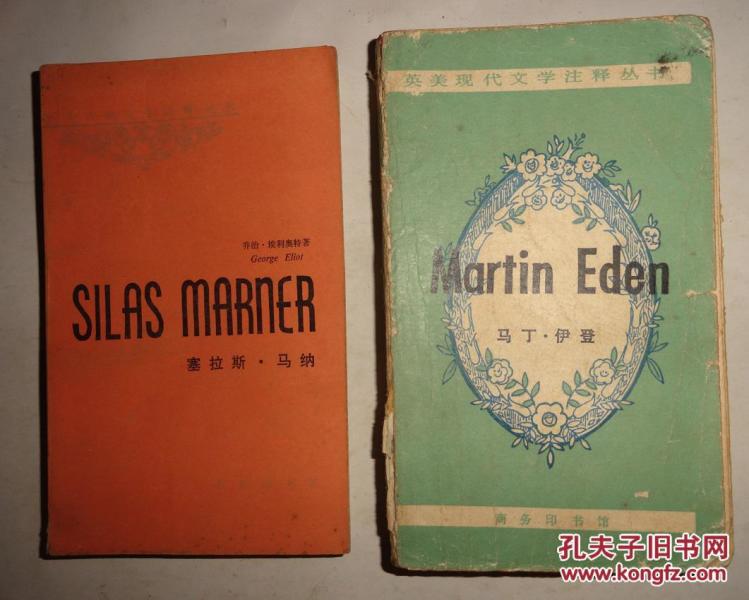 乔治·埃利奥特著
George Eliot
SILAS MARNER
塞拉斯·马纳
英美现代文学注释丛书
Martin Eden
马丁·伊登
商务印书馆
孔夫子旧书网
www.kongfz.com